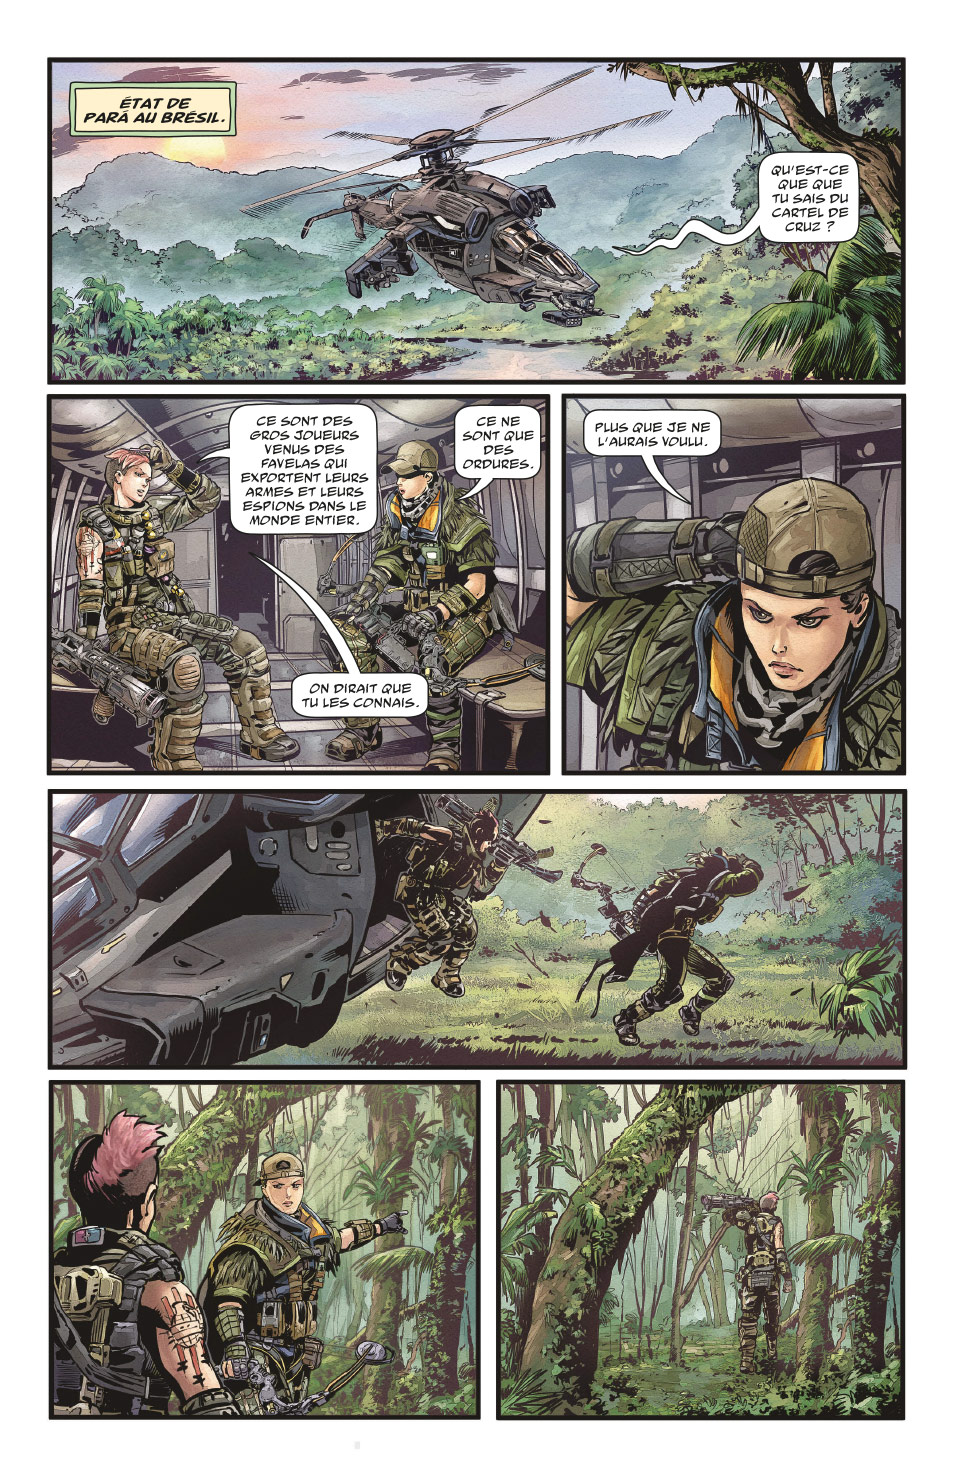 ÉTAT DE
PARÁ AU BRÉSIL.
QU'EST-CE
QUE QUE
TU SAIS DU
CARTEL DE
CRUZ ?
CE SONT DES
GROS JOUEURS
VENUS DES
FAVELAS QUI
EXPORTENT LEURS
ARMES ET LEURS
ESPIONS DANS LE
MONDE ENTIER.
CE NE
SONT QUE
DES
ORDURES.
ON DIRAIT QUE
TU LES CONNAIS.
PLUS QUE JE NE
L'AURAIS VOULU.